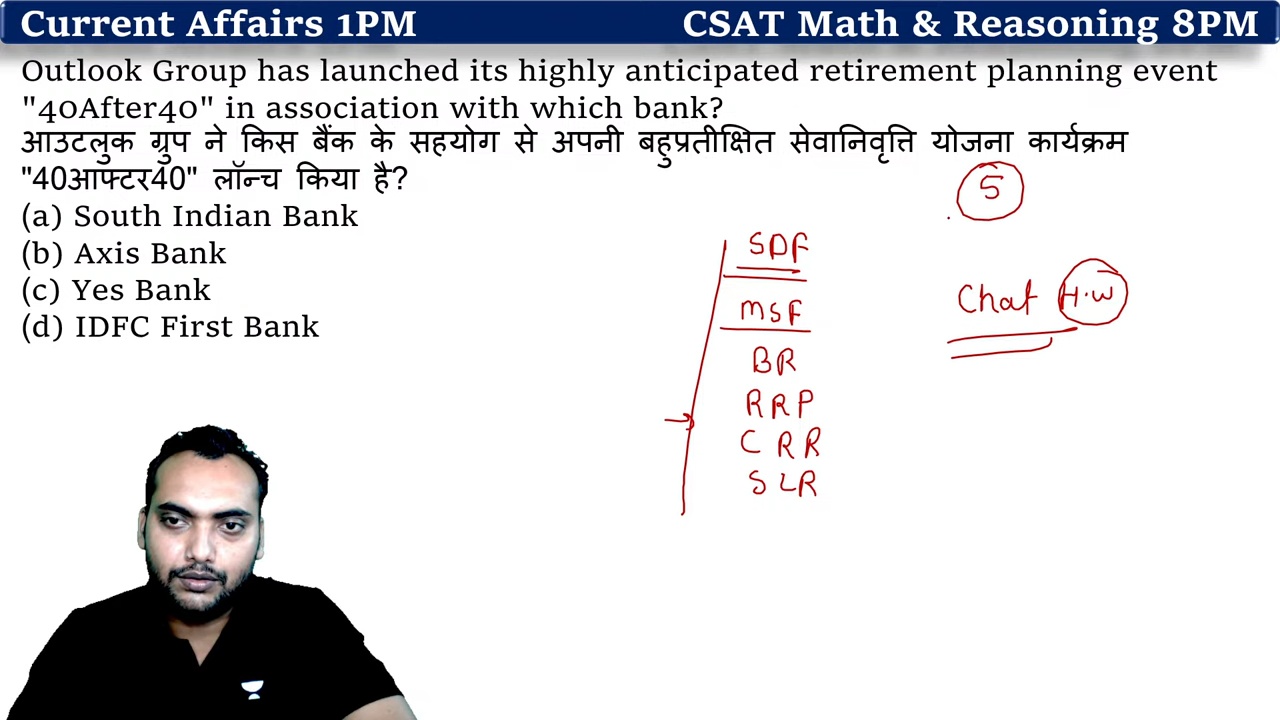 Current Affairs 1PM
CSAT Math & Reasoning 8PM
Outlook Group has launched its highly anticipated retirement planning event
"40After40" in association with which bank?
आउटलुक ग्रुप ने किस बैंक के सहयोग से अपनी बहुप्रतीक्षित सेवानिवृत्ति योजना कार्यक्रम
"40आफ्टर40" लॉन्च किया है?
(a) South Indian Bank
(b) Axis Bank
(c) Yes Bank
(d) IDFC First Bank
5
SDF
MSF
BR
RRP
CRR
SLR
Chat H.W